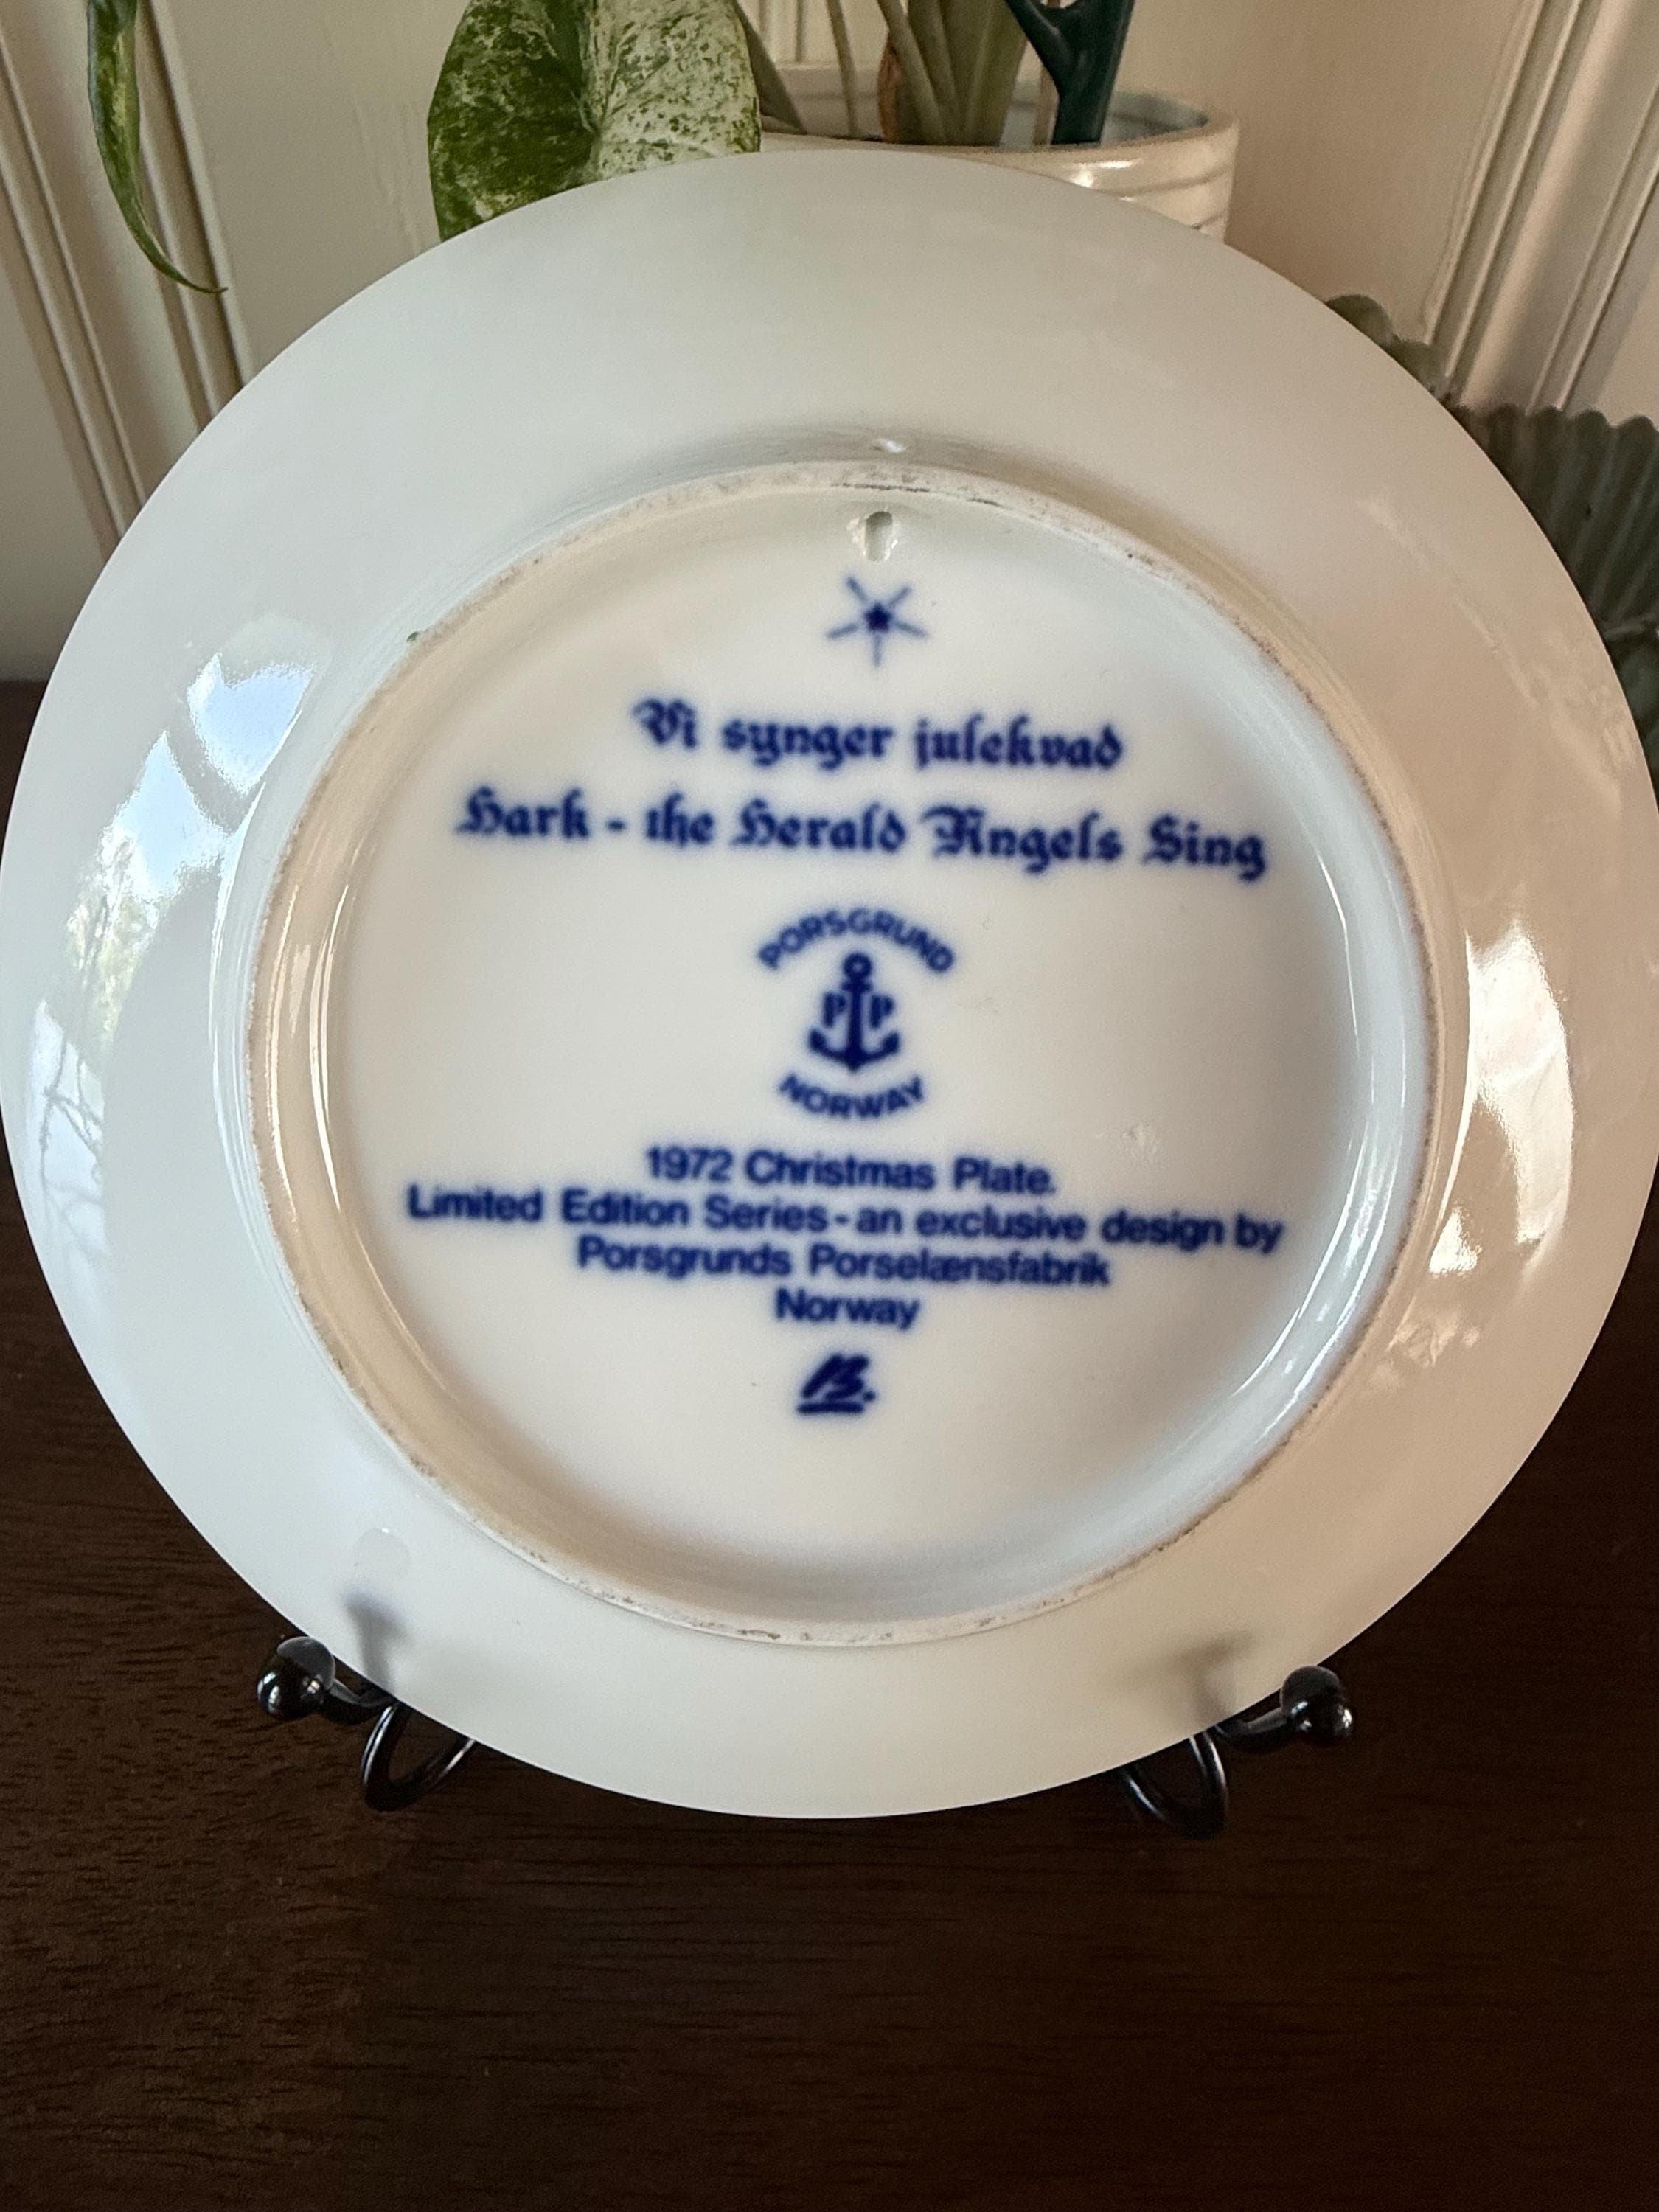 Vi synger julekvad
Hark - the Herald Angels Sing
PORSGRUND
P P
NORWAY
1972 Christmas Plate.
Limited Edition Series - an exclusive design by
Porsgrunds Porselænsfabrik
Norway
B.